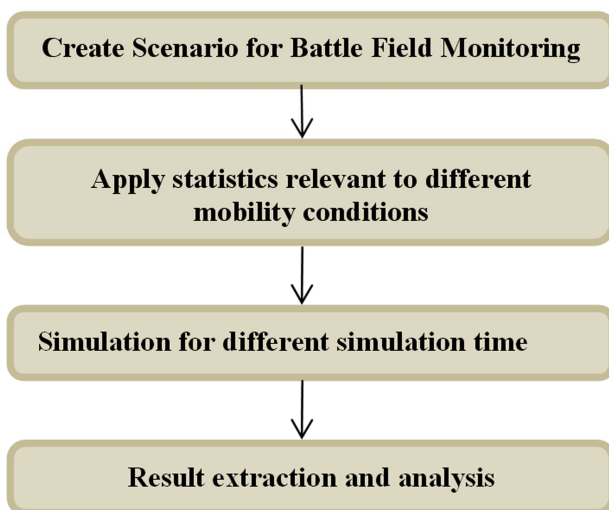 Create Scenario for Battle Field Monitoring
Apply statistics relevant to different
mobility conditions
Simulation for different simulation time
Result extraction and analysis